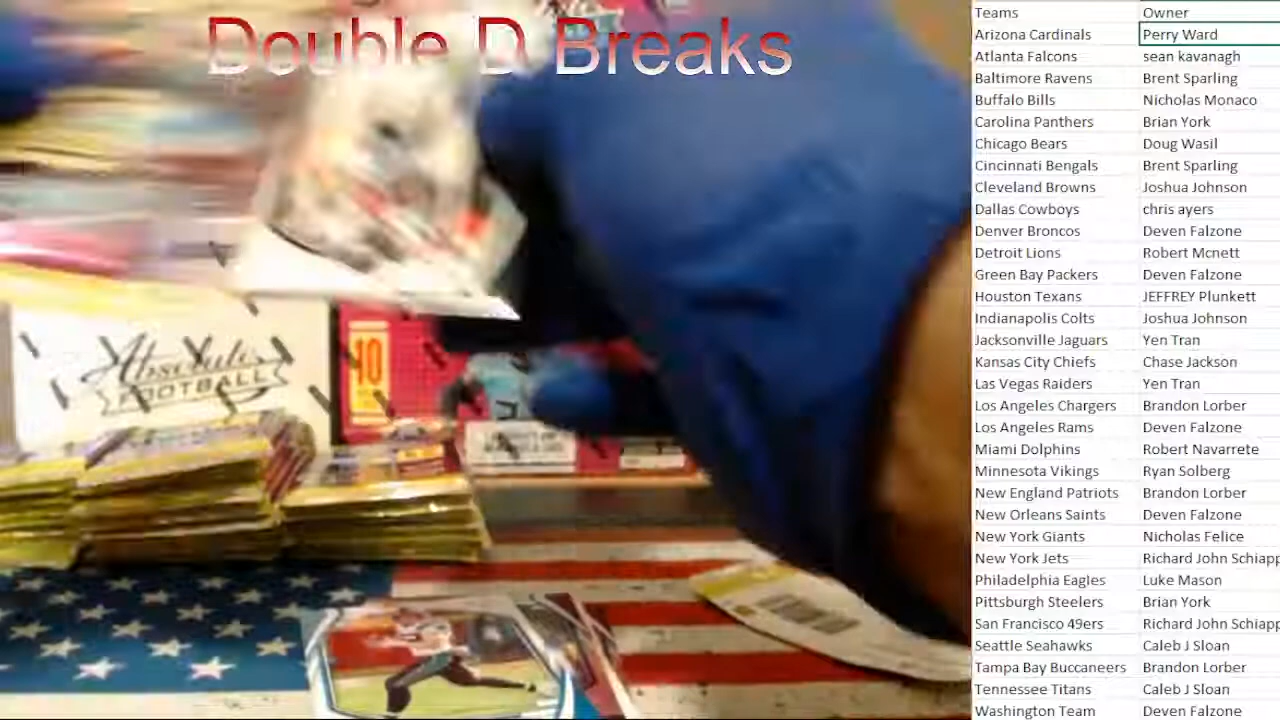 Double D Breaks
Absolute
FOOTBALL
10
Teams Owner
Arizona Cardinals Perry Ward
Atlanta Falcons sean kavanagh
Baltimore Ravens Brent Sparling
Buffalo Bills Nicholas Monaco
Carolina Panthers Brian York
Chicago Bears Doug Wasil
Cincinnati Bengals Brent Sparling
Cleveland Browns Joshua Johnson
Dallas Cowboys chris ayers
Denver Broncos Deven Falzone
Detroit Lions Robert Mcnett
Green Bay Packers Deven Falzone
Houston Texans JEFFREY Plunkett
Indianapolis Colts Joshua Johnson
Jacksonville Jaguars Yen Tran
Kansas City Chiefs Chase Jackson
Las Vegas Raiders Yen Tran
Los Angeles Chargers Brandon Lorber
Los Angeles Rams Deven Falzone
Miami Dolphins Robert Navarrete
Minnesota Vikings Ryan Solberg
New England Patriots Brandon Lorber
New Orleans Saints Deven Falzone
New York Giants Nicholas Felice
New York Jets Richard John Schiapp
Philadelphia Eagles Luke Mason
Pittsburgh Steelers Brian York
San Francisco 49ers Richard John Schiapp
Seattle Seahawks Caleb J Sloan
Tampa Bay Buccaneers Brandon Lorber
Tennessee Titans Caleb J Sloan
Washington Team Deven Falzone